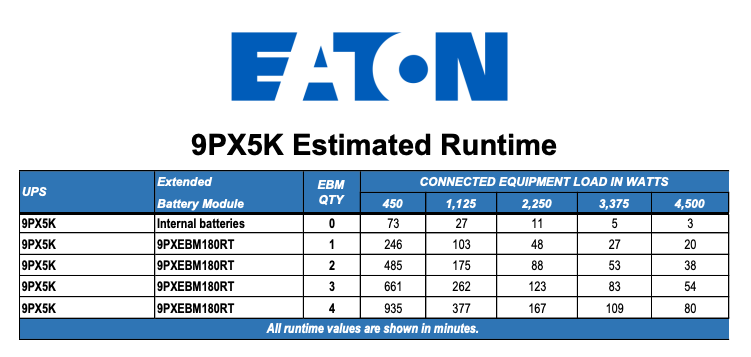 EATON
9PX5K Estimated Runtime
UPS Extended Battery Module EBM QTY CONNECTED EQUIPMENT LOAD IN WATTS
450 1,125 2,250 3,375 4,500
9PX5K Internal batteries 0 73 27 11 5 3
9PX5K 9PXEBM180RT 1 246 103 48 27 20
9PX5K 9PXEBM180RT 2 485 175 88 53 38
9PX5K 9PXEBM180RT 3 661 262 123 83 54
9PX5K 9PXEBM180RT 4 935 377 167 109 80
All runtime values are shown in minutes.